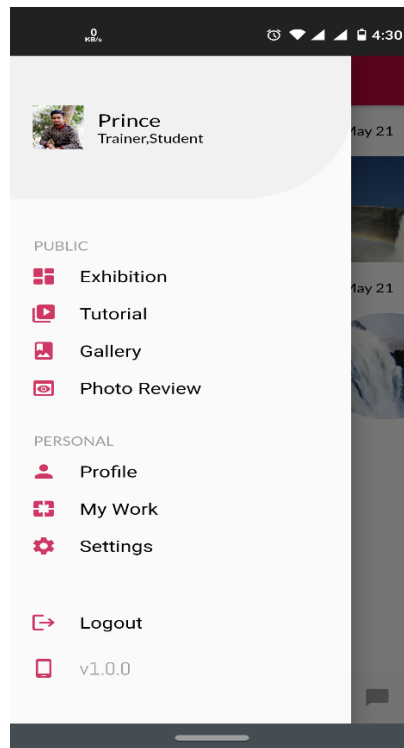 0
KB/s
4:30
Prince
Trainer,Student
May 21
PUBLIC
Exhibition
Tutorial
May 21
Gallery
Photo Review
PERSONAL
Profile
My Work
Settings
Logout
v1.0.0